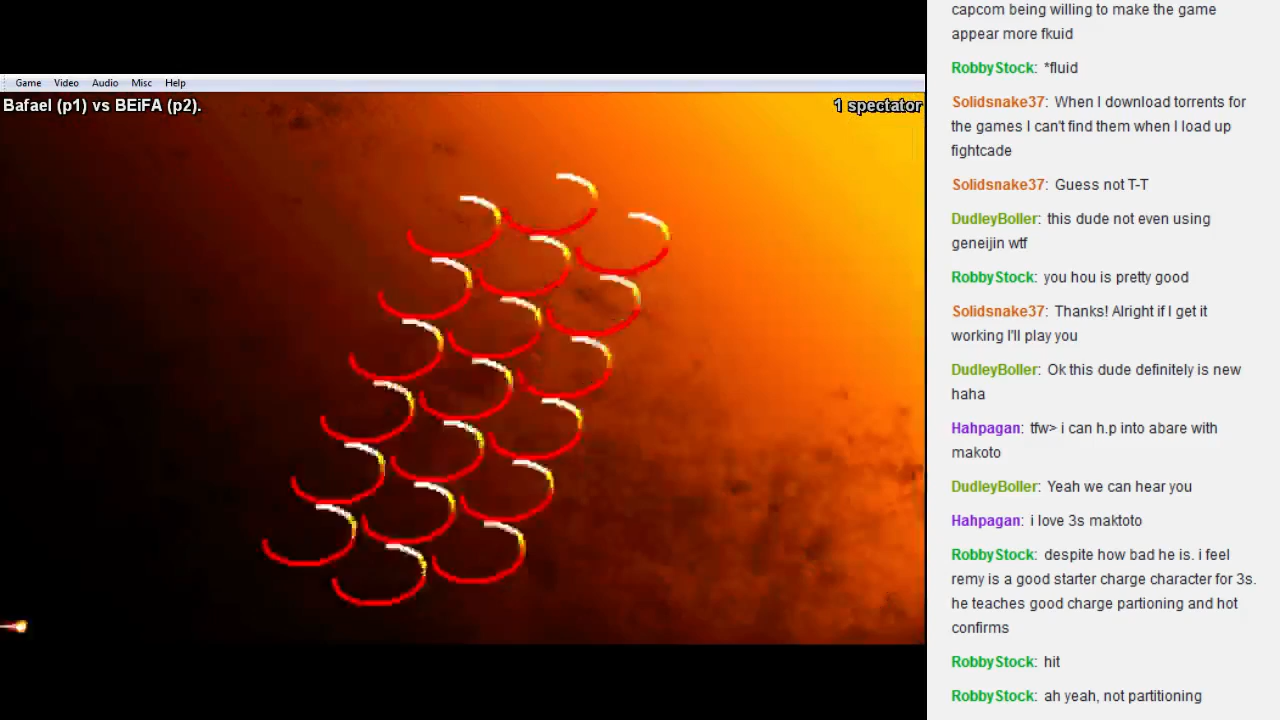 Game Video Audio Misc Help
Bafael (p1) vs BEiFA (p2).
1 spectator
capcom being willing to make the game
appear more fkuid
RobbyStock: *fluid
Solidsnake37: When I download torrents for
the games I can't find them when I load up
fightcade
Solidsnake37: Guess not T-T
DudleyBoller: this dude not even using
geneijin wtf
RobbyStock: you hou is pretty good
Solidsnake37: Thanks! Alright if I get it
working I'll play you
DudleyBoller: Ok this dude definitely is new
haha
Hahpagan: tfw> i can h.p into abare with
makoto
DudleyBoller: Yeah we can hear you
Hahpagan: i love 3s maktoto
RobbyStock: despite how bad he is. i feel
remy is a good starter charge character for 3s.
he teaches good charge partioning and hot
confirms
RobbyStock: hit
RobbyStock: ah yeah, not partitioning